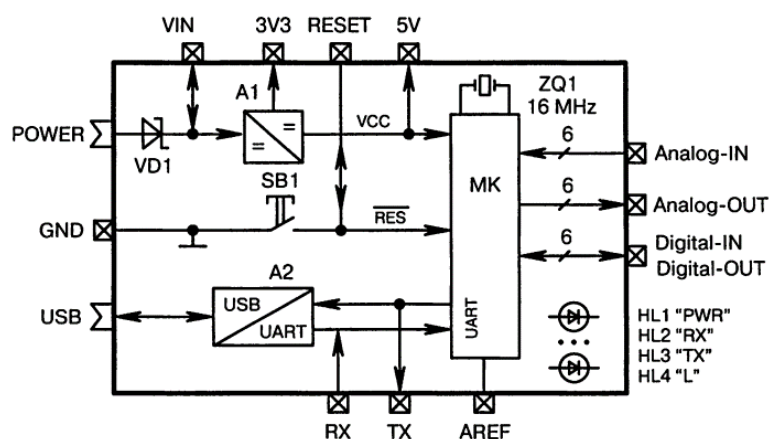 VIN 3V3 RESET 5V
A1
ZQ1
16 MHz
POWER
VD1
=
=
VCC
6
Analog-IN
SB1
MK
6
Analog-OUT
GND
RES
6
Digital-IN
Digital-OUT
A2
USB
USB
UART
UART
HL1 "PWR"
HL2 "RX"
HL3 "TX"
HL4 "L"
RX TX AREF